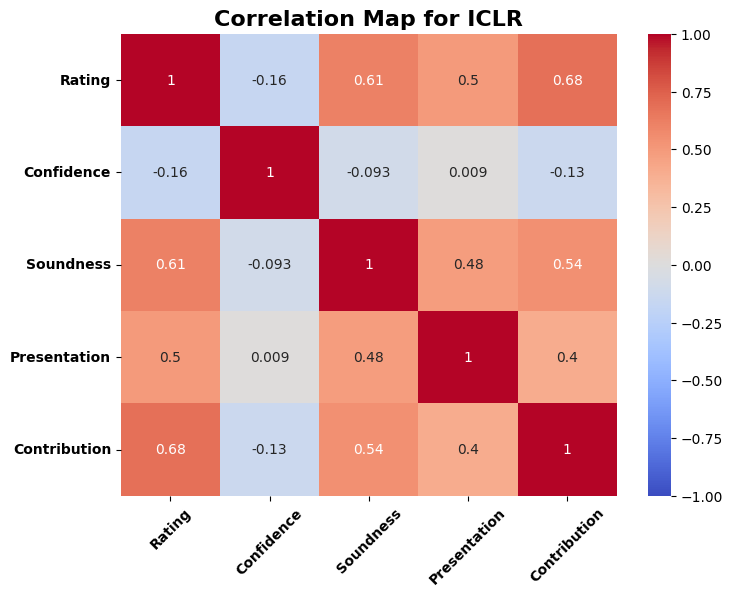 Correlation Map for ICLR
Rating 1 -0.16 0.61 0.5 0.68
Confidence -0.16 1 -0.093 0.009 -0.13
Soundness 0.61 -0.093 1 0.48 0.54
Presentation 0.5 0.009 0.48 1 0.4
Contribution 0.68 -0.13 0.54 0.4 1
Rating Confidence Soundness Presentation Contribution
1.00
0.75
0.50
0.25
0.00
−0.25
−0.50
−0.75
−1.00